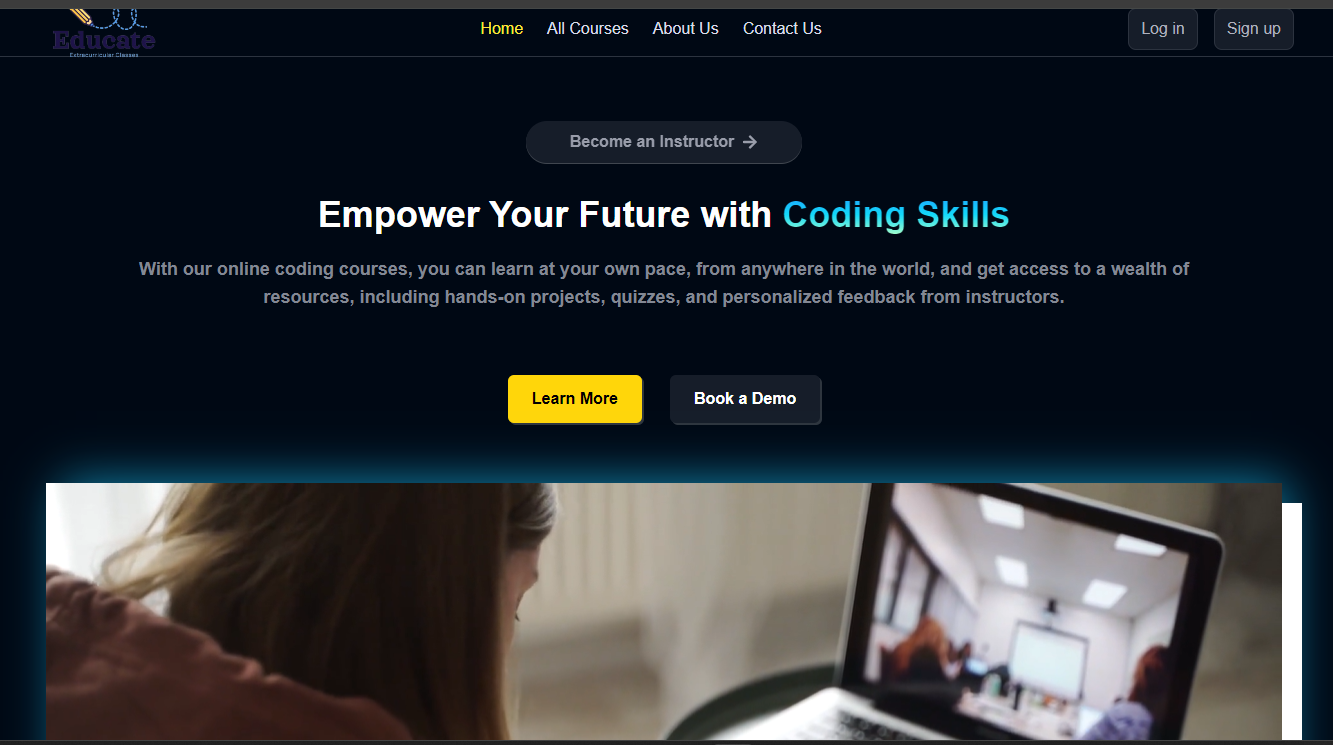 Educate
Extracurricular Classes
Home
All Courses
About Us
Contact Us
Log in
Sign up
Become an Instructor →
Empower Your Future with Coding Skills
With our online coding courses, you can learn at your own pace, from anywhere in the world, and get access to a wealth of
resources, including hands-on projects, quizzes, and personalized feedback from instructors.
Learn More
Book a Demo